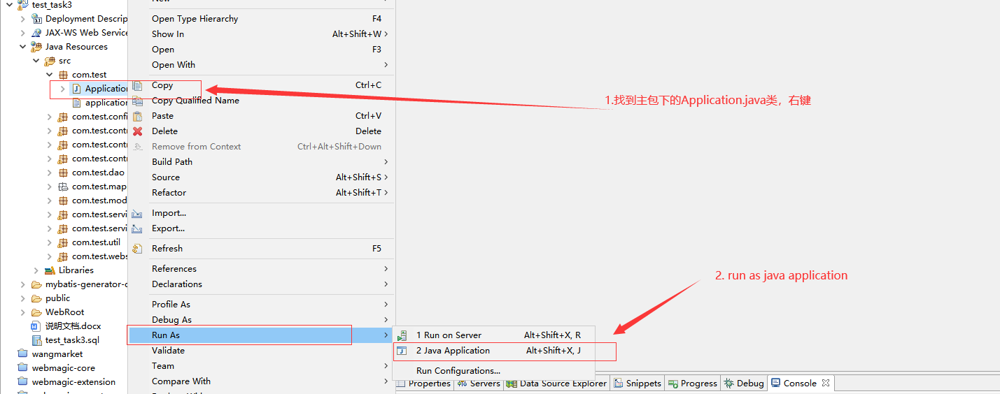 test_task3
Deployment Descrip
JAX-WS Web Service
Java Resources
src
com.test
Application
application
com.test.confi
com.test.contr
com.test.contr
com.test.contr
com.test.dao
com.test.map
com.test.mod
com.test.servi
com.test.servi
com.test.util
com.test.webs
Libraries
mybatis-generator-c
public
WebRoot
说明文档.docx
test_task3.sql
wangmarket
webmagic-core
webmagic-extension
New
Open Type Hierarchy F4
Show In Alt+Shift+W >
Open F3
Open With >
Copy Ctrl+C
Copy Qualified Name
Paste Ctrl+V
Delete Delete
Remove from Context Ctrl+Alt+Shift+Down
Build Path >
Source Alt+Shift+S >
Refactor Alt+Shift+T >
Import...
Export...
Refresh F5
References >
Declarations >
Profile As >
Debug As >
Run As >
Validate
Team >
Compare With >
1 Run on Server Alt+Shift+X, R
2 Java Application Alt+Shift+X, J
Run Configurations...
1.找到主包下的Application.java类，右键
2. run as java application
Properties Servers Data Source Explorer Snippets Progress Debug Console